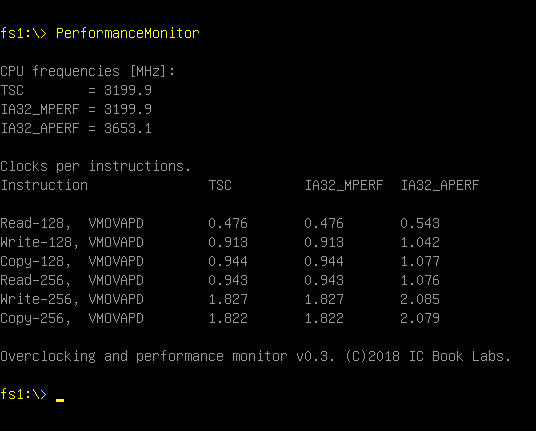 fs1:\> PerformanceMonitor
CPU frequencies [MHz]:
TSC        = 3199.9
IA32_MPERF = 3199.9
IA32_APERF = 3653.1
Clocks per instructions.
Instruction               TSC         IA32_MPERF  IA32_APERF
Read-128,  VMOVAPD        0.476       0.476       0.543
Write-128, VMOVAPD        0.913       0.913       1.042
Copy-128,  VMOVAPD        0.944       0.944       1.077
Read-256,  VMOVAPD        0.943       0.943       1.076
Write-256, VMOVAPD        1.827       1.827       2.085
Copy-256,  VMOVAPD        1.822       1.822       2.079
Overclocking and performance monitor v0.3. (C)2018 IC Book Labs.
fs1:\> _